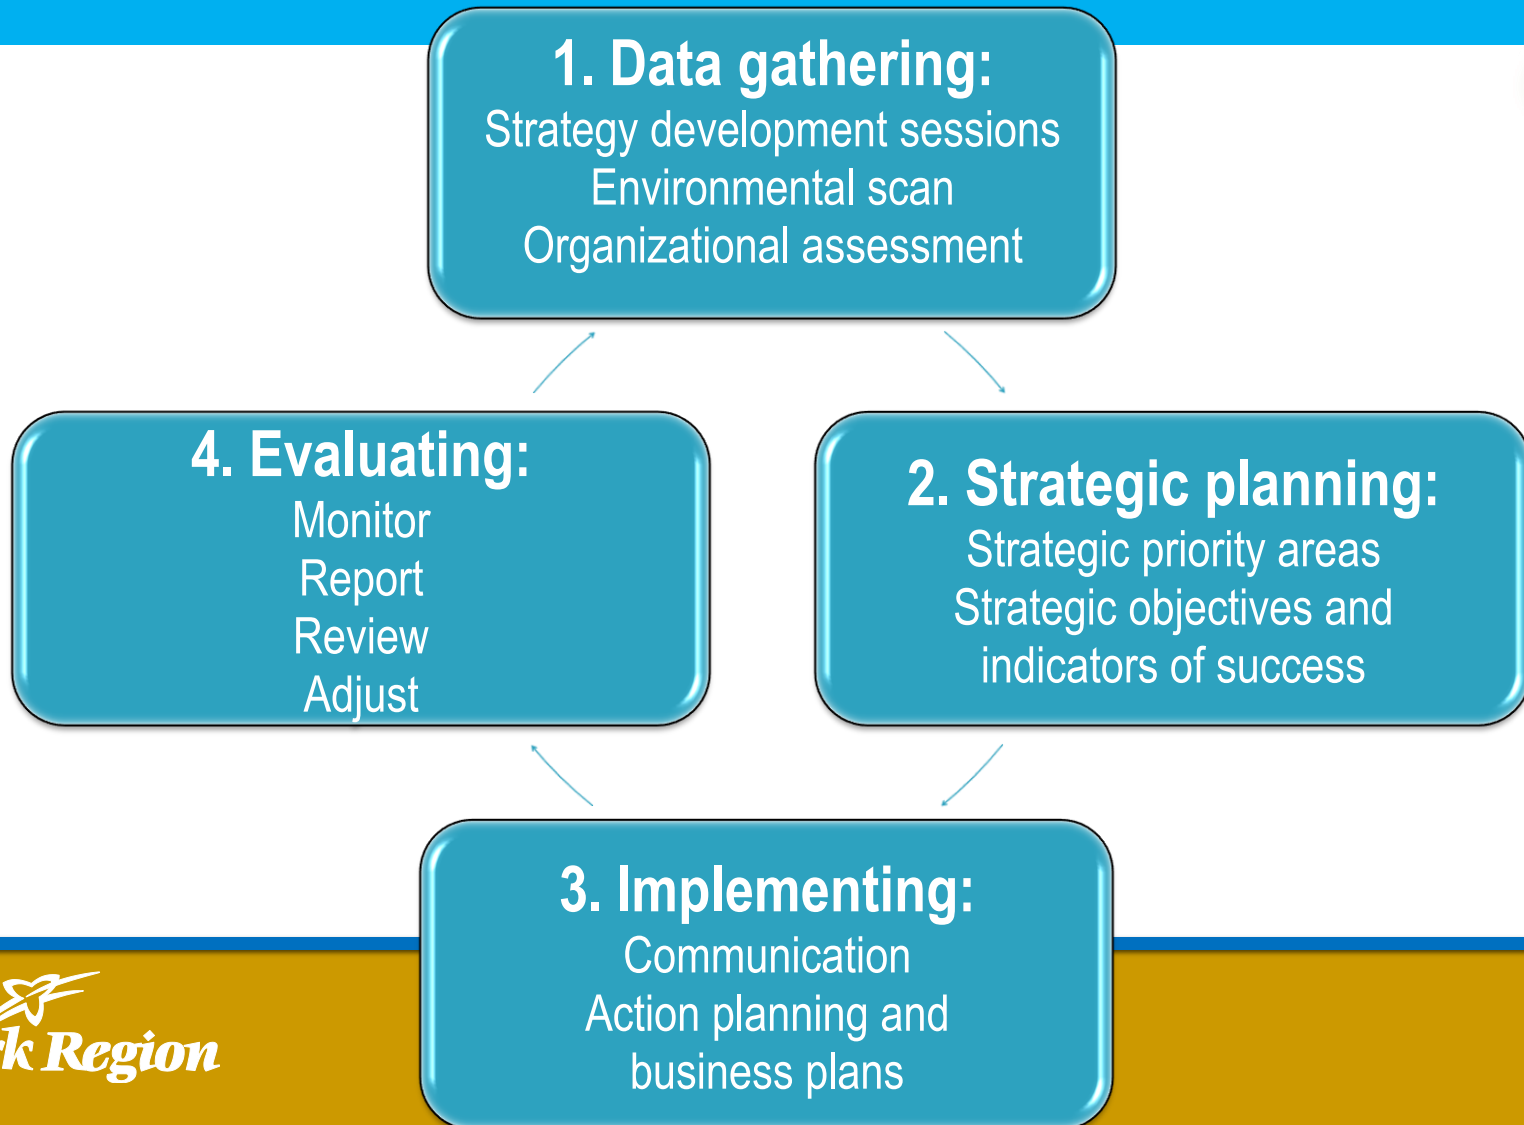 1. Data gathering:
Strategy development sessions
Environmental scan
Organizational assessment
2. Strategic planning:
Strategic priority areas
Strategic objectives and
indicators of success
3. Implementing:
Communication
Action planning and
business plans
4. Evaluating:
Monitor
Report
Review
Adjust
rk Region